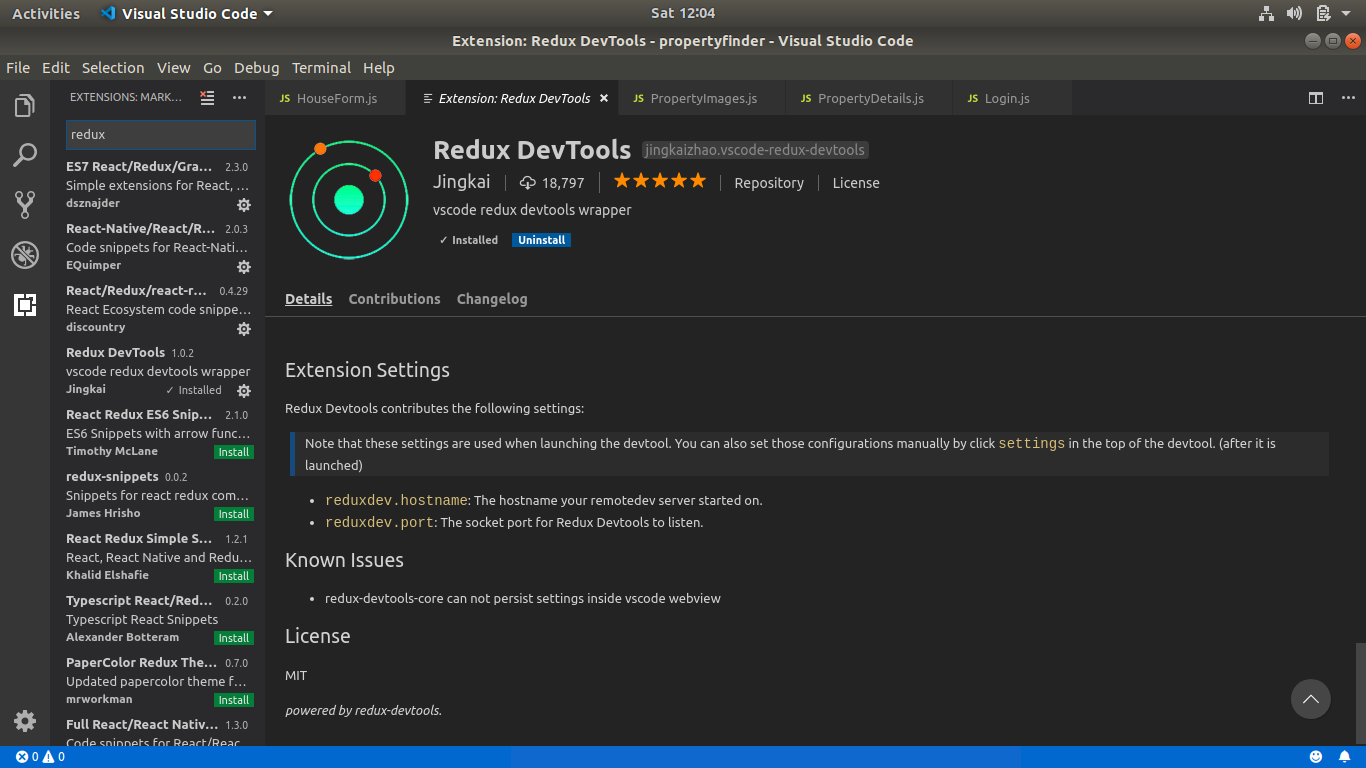 Activities
Visual Studio Code
Sat 12:04
Extension: Redux DevTools - propertyfinder - Visual Studio Code
File Edit Selection View Go Debug Terminal Help
EXTENSIONS: MARK...
JS HouseForm.js
Extension: Redux DevTools
JS PropertyImages.js
JS PropertyDetails.js
JS Login.js
redux
ES7 React/Redux/Gra... 2.3.0
Simple extensions for React, ...
dsznajder
React-Native/React/R... 2.0.3
Code snippets for React-Nati...
EQuimper
React/Redux/react-r... 0.4.29
React Ecosystem code snippe...
discountry
Redux DevTools 1.0.2
vscode redux devtools wrapper
Jingkai ✓ Installed
React Redux ES6 Snip... 2.1.0
ES6 Snippets with arrow func...
Timothy McLane Install
redux-snippets 0.0.2
Snippets for react redux com...
James Hrisho Install
React Redux Simple S... 1.2.1
React, React Native and Redu...
Khalid Elshafie Install
Typescript React/Red... 0.2.0
Typescript React Snippets
Alexander Botteram Install
PaperColor Redux The... 0.7.0
Updated papercolor theme f...
mrworkman Install
Full React/React Nativ... 1.3.0
Code snippets for React/Reac...
Redux DevTools jingkaizhao.vscode-redux-devtools
Jingkai 18,797 Repository License
vscode redux devtools wrapper
✓ Installed Uninstall
Details Contributions Changelog
Extension Settings
Redux Devtools contributes the following settings:
Note that these settings are used when launching the devtool. You can also set those configurations manually by click settings in the top of the devtool. (after it is
launched)
• reduxdev.hostname: The hostname your remotedev server started on.
• reduxdev.port: The socket port for Redux Devtools to listen.
Known Issues
• redux-devtools-core can not persist settings inside vscode webview
License
MIT
powered by redux-devtools.
0 0